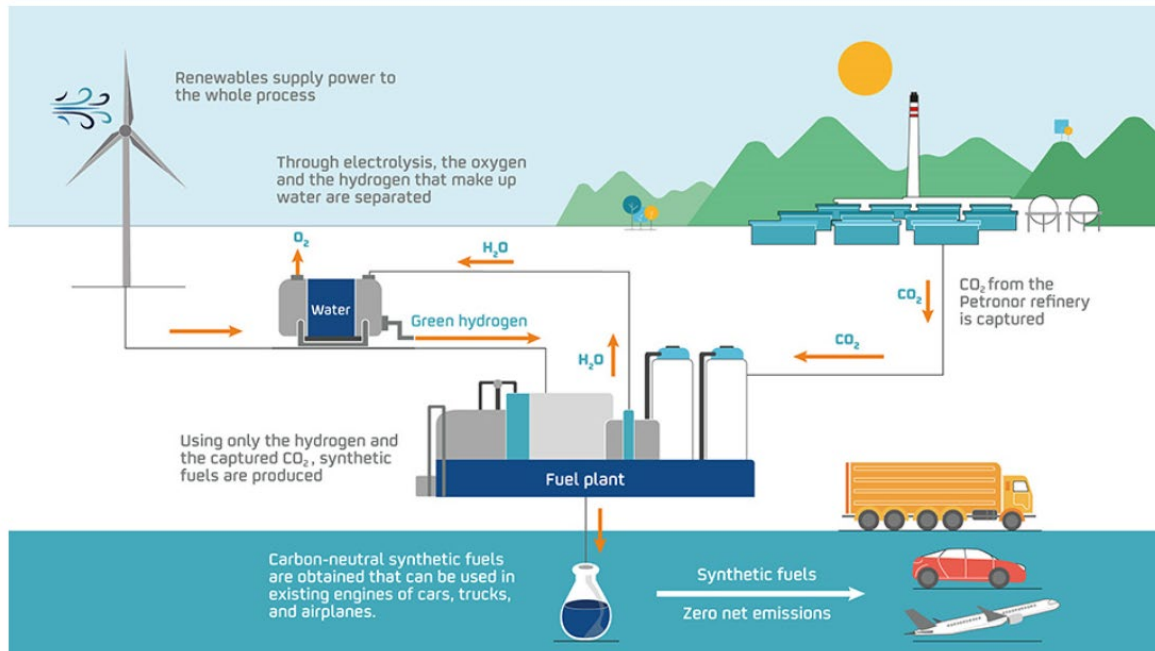 Renewables supply power to
the whole process
Through electrolysis, the oxygen
and the hydrogen that make up
water are separated
O₂
H₂O
Water
Green hydrogen
H₂O
CO₂
CO₂ from the
Petronor refinery
is captured
CO₂
Using only the hydrogen and
the captured CO₂, synthetic
fuels are produced
Fuel plant
Carbon-neutral synthetic fuels
are obtained that can be used in
existing engines of cars, trucks,
and airplanes.
Synthetic fuels
Zero net emissions